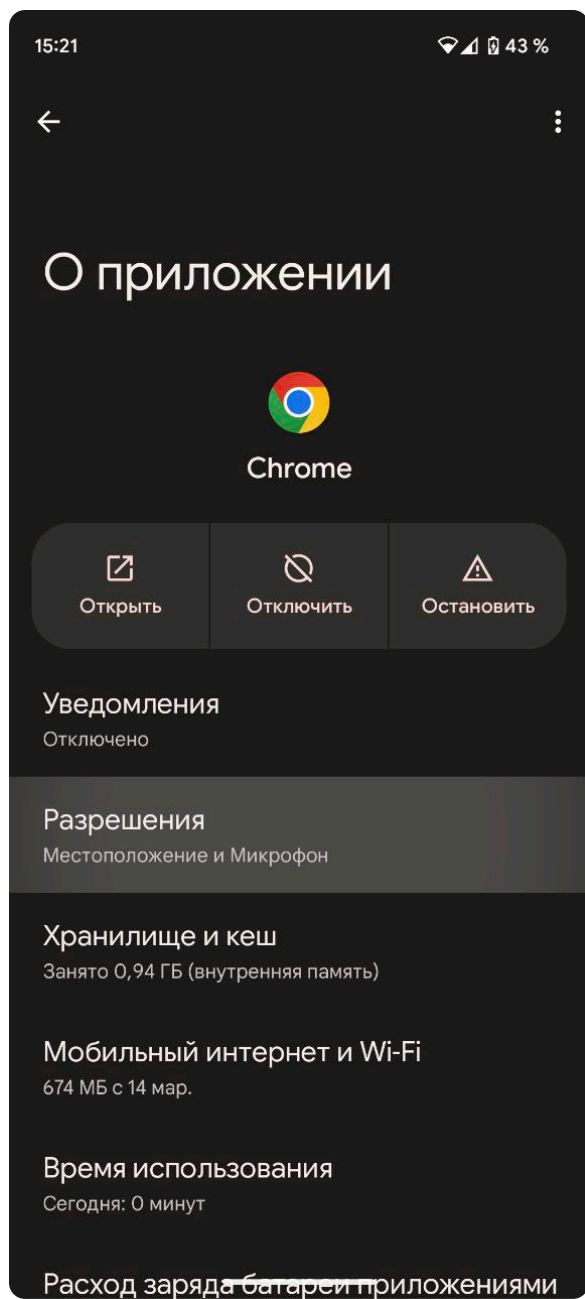 15:21
43 %
О приложении
Chrome
Открыть
Отключить
Остановить
Уведомления
Отключено
Разрешения
Местоположение и Микрофон
Хранилище и кеш
Занято 0,94 ГБ (внутренняя память)
Мобильный интернет и Wi-Fi
674 МБ с 14 мар.
Время использования
Сегодня: 0 минут
Расход заряда батареи приложениями